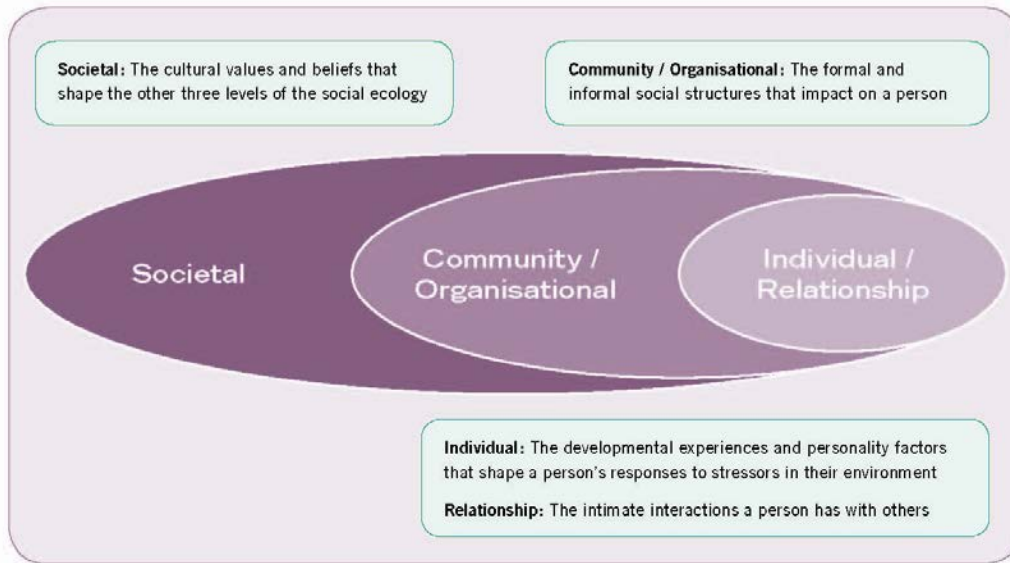 Societal: The cultural values and beliefs that
shape the other three levels of the social ecology
Community / Organisational: The formal and
informal social structures that impact on a person
Societal
Community /
Organisational
Individual /
Relationship
Individual: The developmental experiences and personality factors
that shape a person's responses to stressors in their environment
Relationship: The intimate interactions a person has with others